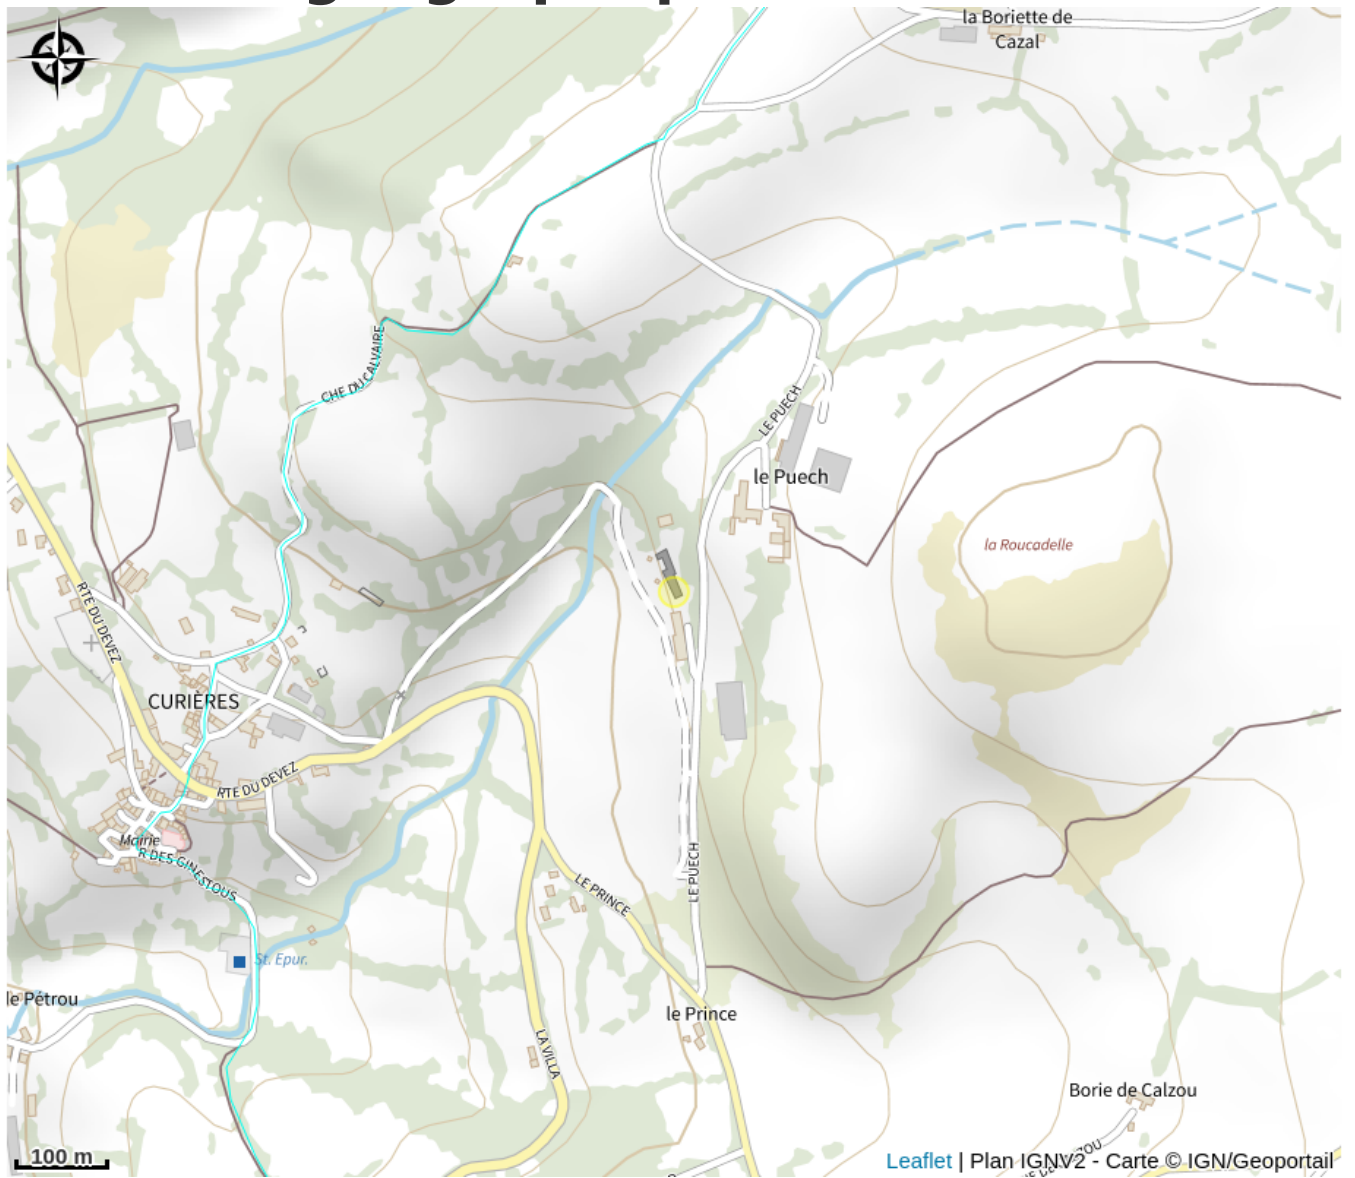 la Boriette de
Cazal
CHE DU CALVAIRE
LE PUECH
le Puech
la Roucadelle
RTE DU DEVEZ
CURIÈRES
RTE DU DEVEZ
Mairie
R DES GINESTOUS
LE PUECH
LE PRINCE
St. Epur.
le Pétrou
le Prince
LA VILLA
Borie de Calzou
100 m
Leaflet | Plan IGNV2 - Carte © IGN/Geoportail